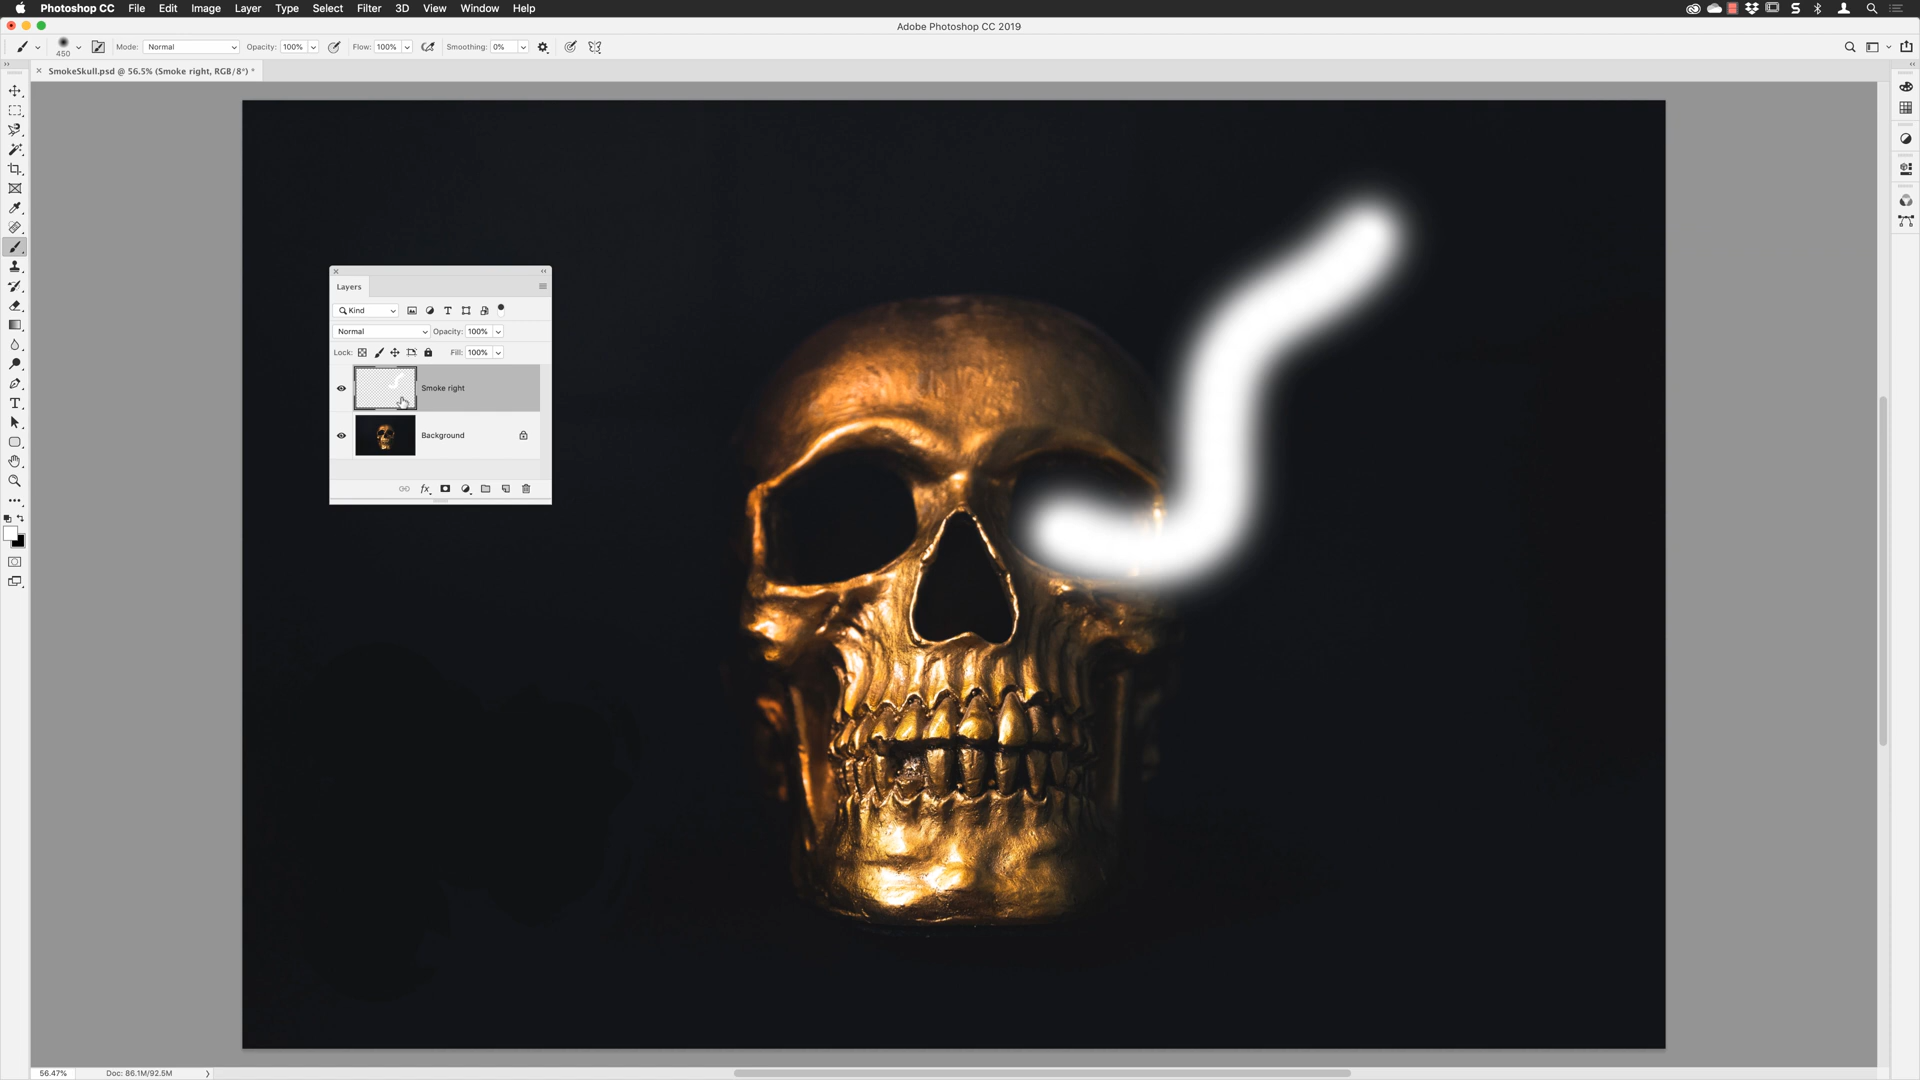 Photoshop CC File Edit Image Layer Type Select Filter 3D View Window Help
Adobe Photoshop CC 2019
450 Mode: Normal Opacity: 100% Flow: 100% Smoothing: 0%
× SmokeSkull.psd @ 56.5% (Smoke right, RGB/8*) *
Layers
Kind
Normal Opacity: 100%
Lock: Fill: 100%
Smoke right
Background
fx
56.47% Doc: 86.1M/92.5M